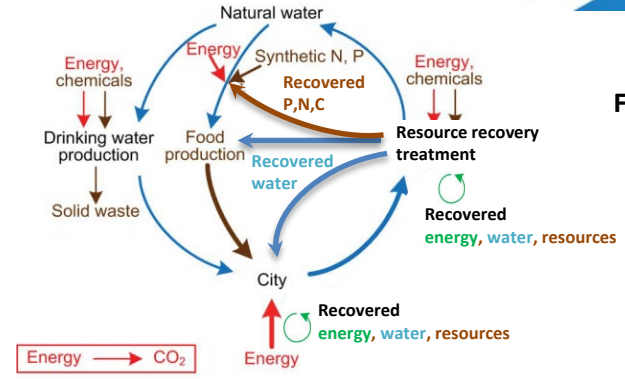 Natural water
Energy
Synthetic N, P
Energy,
chemicals
Recovered
P,N,C
Energy,
chemicals
F
Drinking water
production
Food
production
Resource recovery
treatment
Recovered
water
Solid waste
Recovered
energy, water, resources
City
Recovered
energy, water, resources
Energy
Energy → CO₂